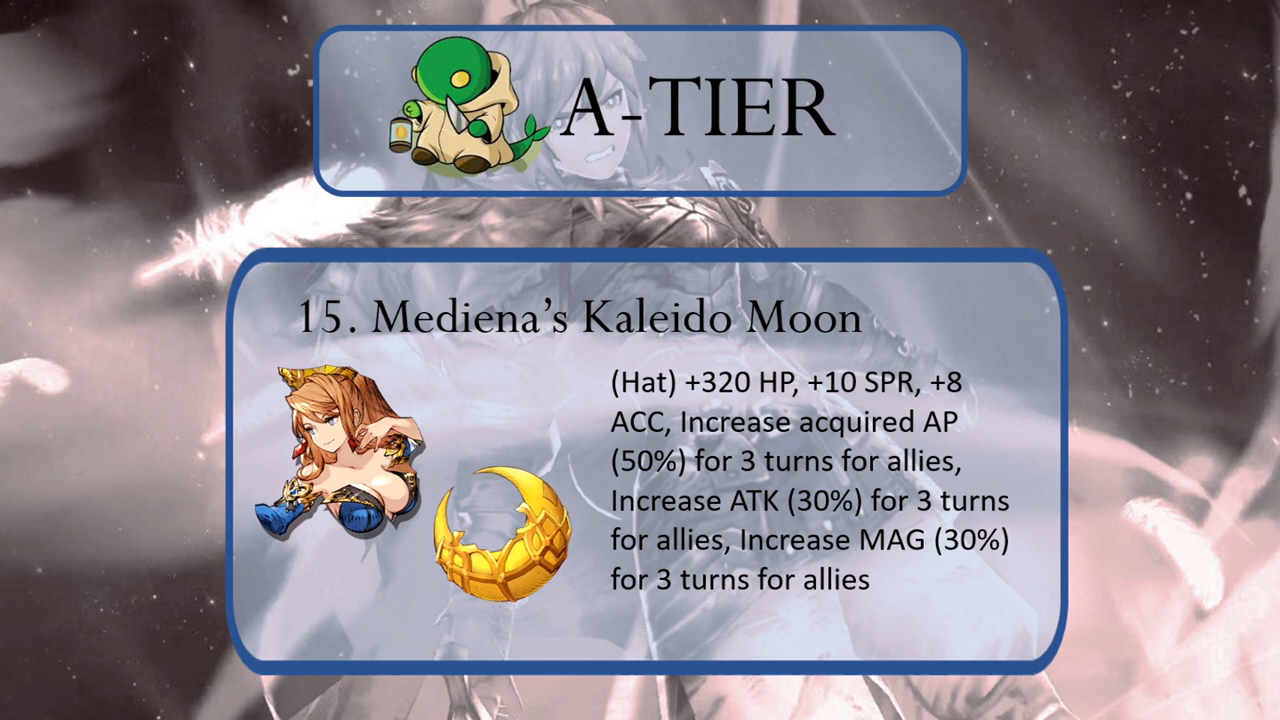 A-TIER
15. Mediena’s Kaleido Moon
(Hat) +320 HP, +10 SPR, +8
ACC, Increase acquired AP
(50%) for 3 turns for allies,
Increase ATK (30%) for 3 turns
for allies, Increase MAG (30%)
for 3 turns for allies